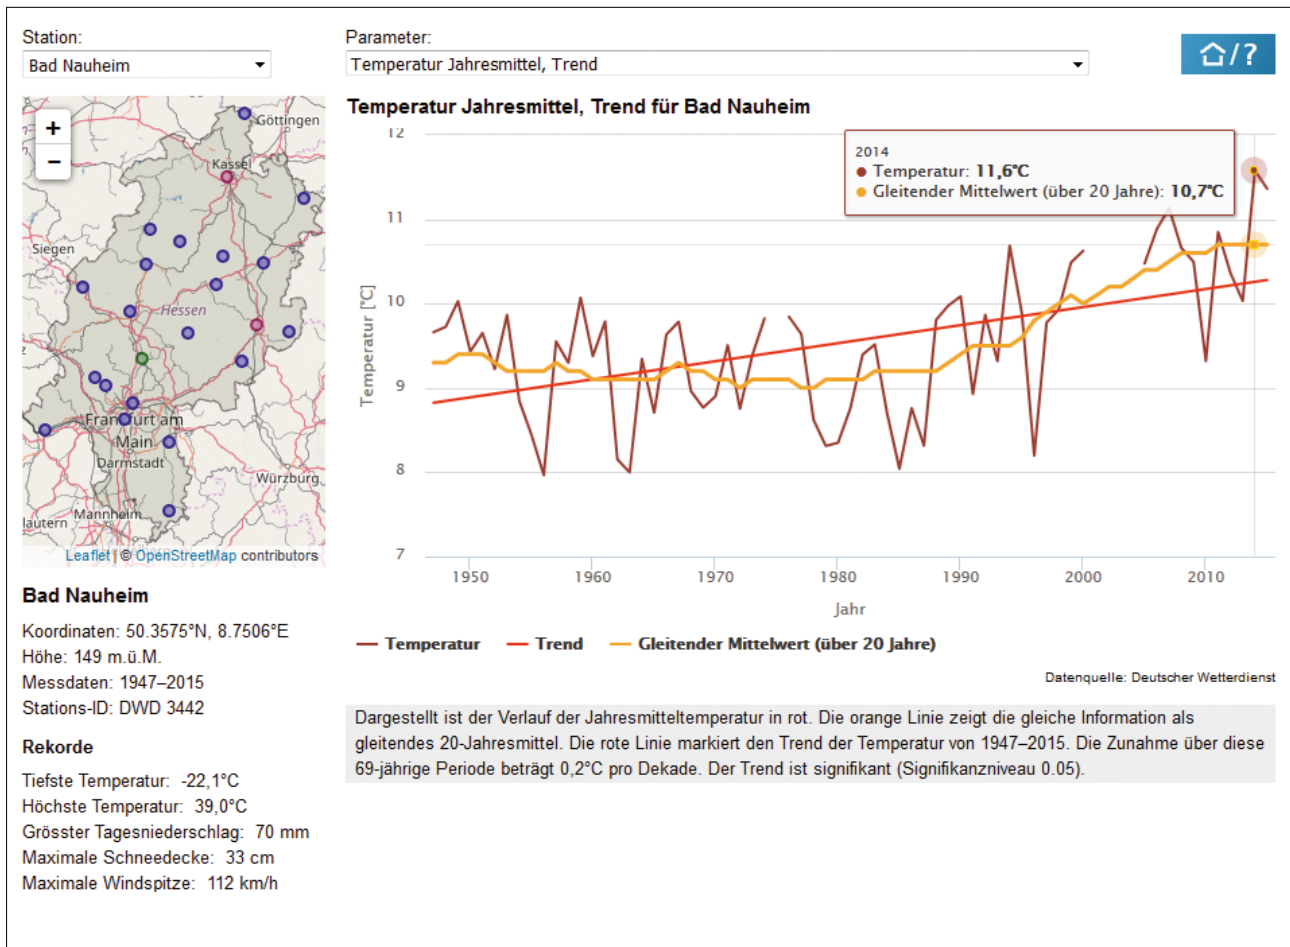 Station:
Bad Nauheim
Parameter:
Temperatur Jahresmittel, Trend
/?
+
−
Göttingen
Kassel
Siegen
Hessen
Frankfurt am
Main
Darmstadt
Würzburg
Mannheim
lautern
Leaflet | © OpenStreetMap contributors
Temperatur Jahresmittel, Trend für Bad Nauheim
2014
Temperatur: 11,6°C
Gleitender Mittelwert (über 20 Jahre): 10,7°C
Temperatur [°C]
12
11
10
9
8
7
1950 1960 1970 1980 1990 2000 2010
Jahr
Temperatur Trend Gleitender Mittelwert (über 20 Jahre)
Datenquelle: Deutscher Wetterdienst
Dargestellt ist der Verlauf der Jahresmitteltemperatur in rot. Die orange Linie zeigt die gleiche Information als
gleitendes 20-Jahresmittel. Die rote Linie markiert den Trend der Temperatur von 1947–2015. Die Zunahme über diese
69-jährige Periode beträgt 0,2°C pro Dekade. Der Trend ist signifikant (Signifikanzniveau 0.05).
Bad Nauheim
Koordinaten: 50.3575°N, 8.7506°E
Höhe: 149 m.ü.M.
Messdaten: 1947–2015
Stations-ID: DWD 3442
Rekorde
Tiefste Temperatur: -22,1°C
Höchste Temperatur: 39,0°C
Grösster Tagesniederschlag: 70 mm
Maximale Schneedecke: 33 cm
Maximale Windspitze: 112 km/h